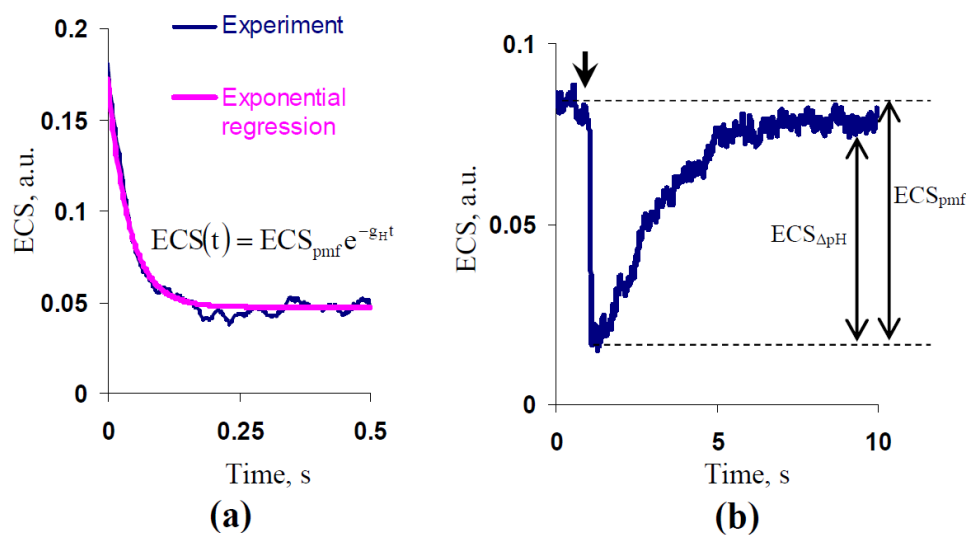 0.2
0.15
0.1
0.05
0
ECS, a.u.
Experiment
Exponential
regression
ECS(t) = ECSpmf e−gHt
0 0.25 0.5
Time, s
(a)
0.1
0.05
0
ECS, a.u.
ECSpmf
ECSΔpH
0 5 10
Time, s
(b)